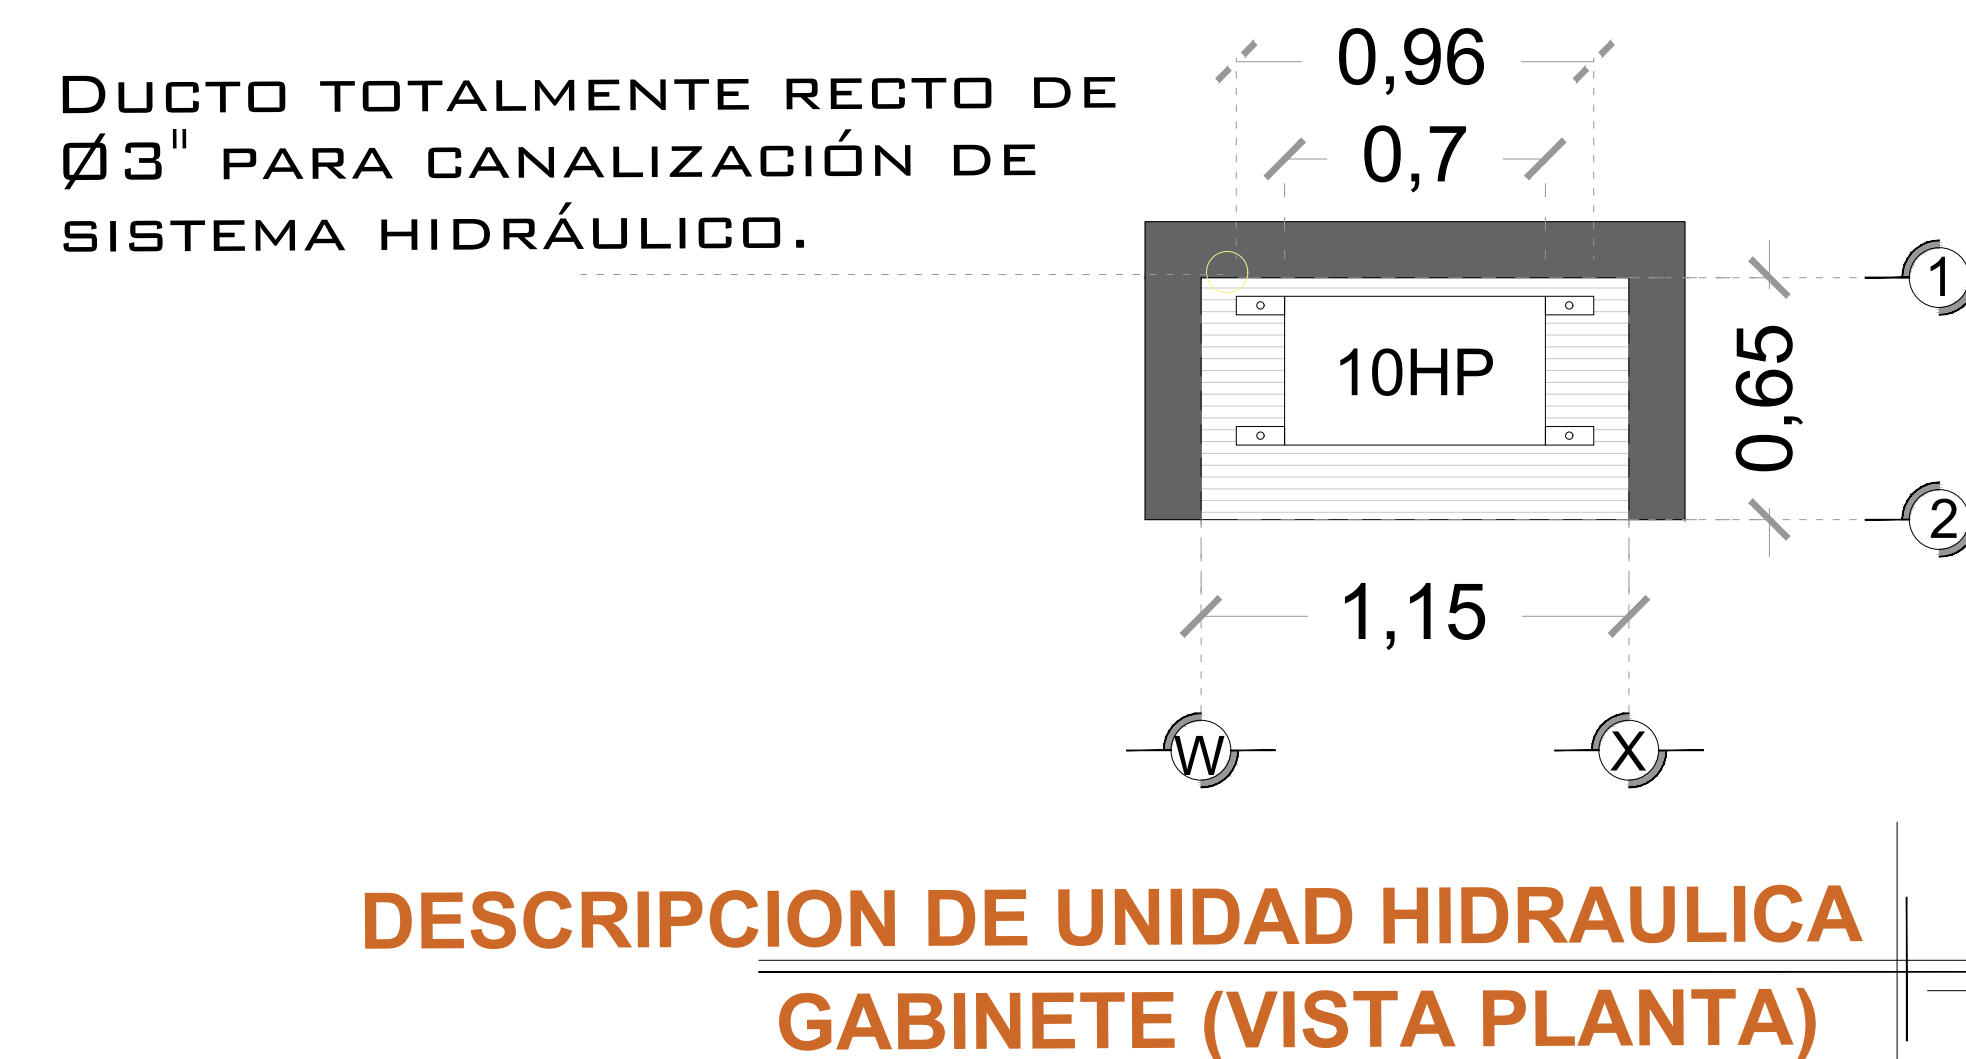 DUCTO TOTALMENTE RECTO DE
Ø3" PARA CANALIZACIÓN DE
SISTEMA HIDRÁULICO.
0,96
0,7
1
10HP
0,65
2
1,15
W
X
DESCRIPCION DE UNIDAD HIDRAULICA
GABINETE (VISTA PLANTA)